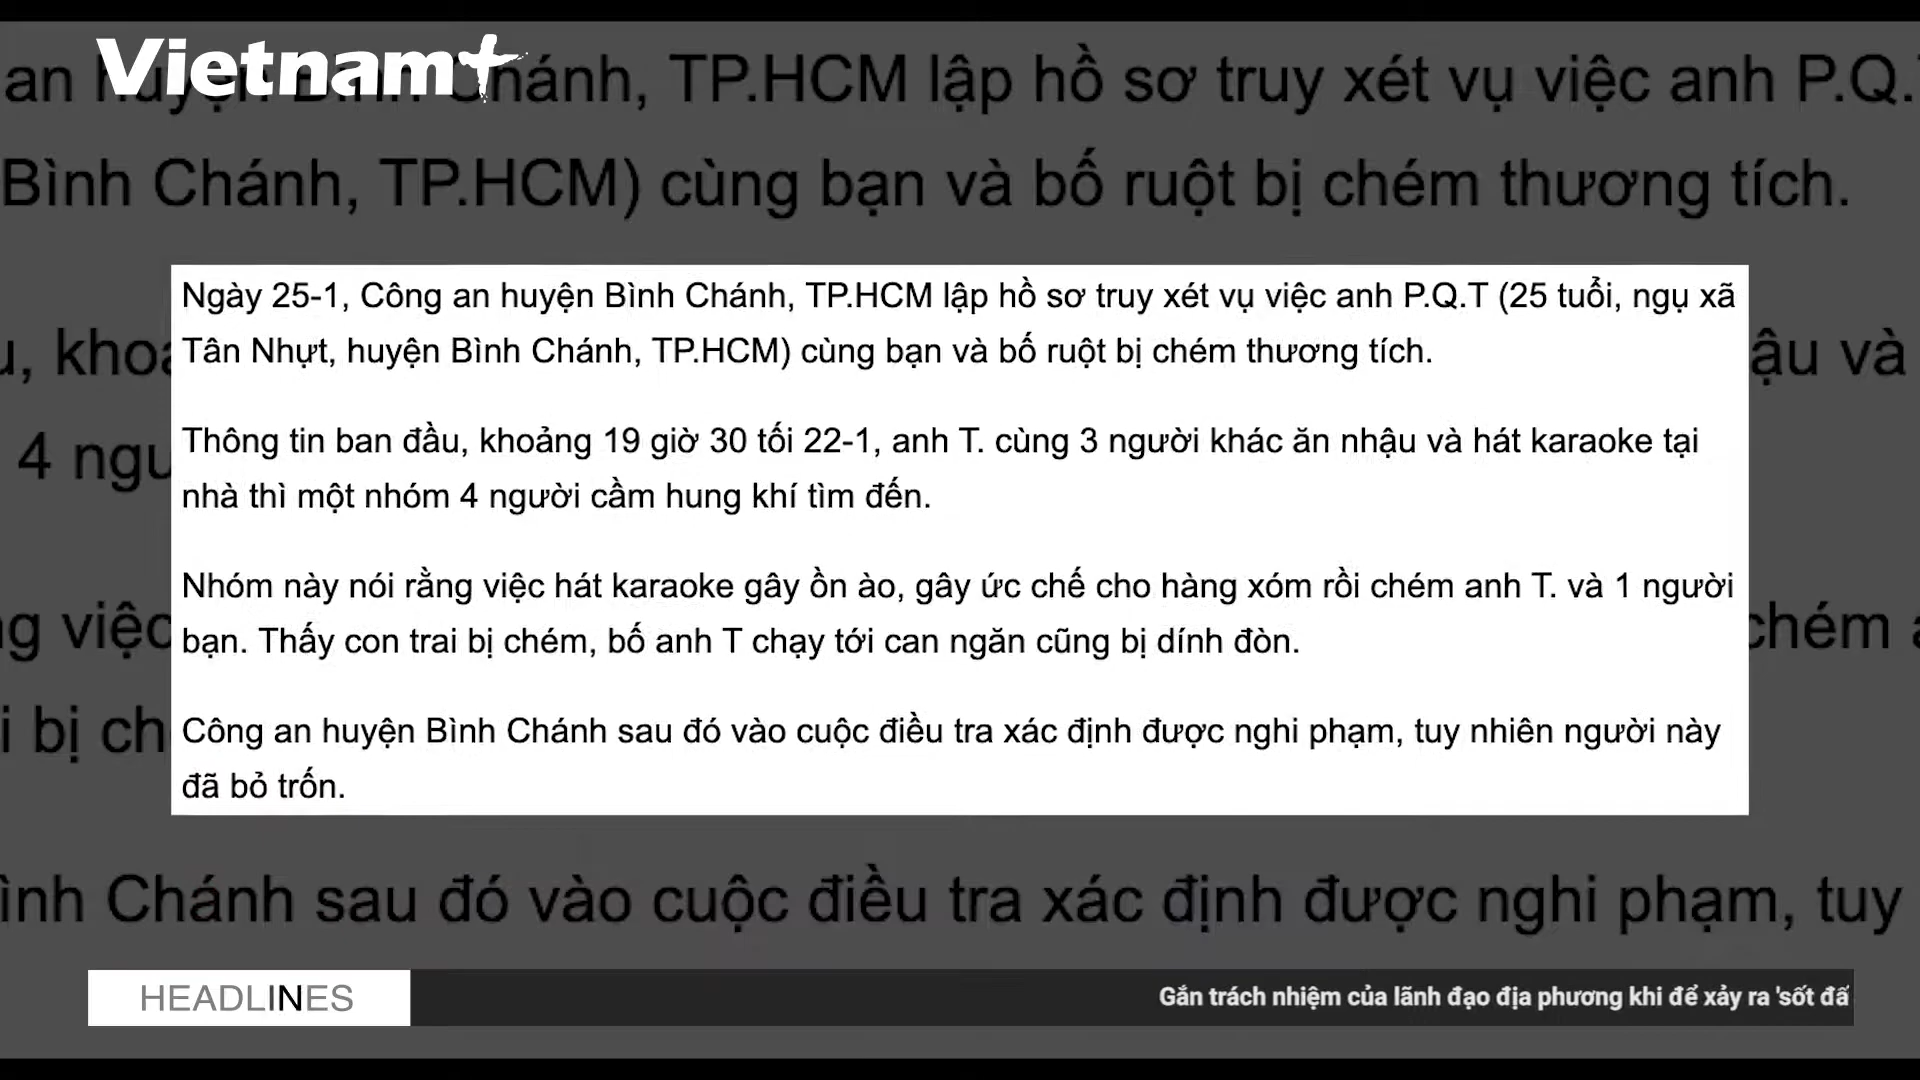 Vietnam+
an huyện Bình Chánh, TP.HCM lập hồ sơ truy xét vụ việc anh P.Q.
Bình Chánh, TP.HCM) cùng bạn và bố ruột bị chém thương tích.
Ngày 25-1, Công an huyện Bình Chánh, TP.HCM lập hồ sơ truy xét vụ việc anh P.Q.T (25 tuổi, ngụ xã
Tân Nhựt, huyện Bình Chánh, TP.HCM) cùng bạn và bố ruột bị chém thương tích.
Thông tin ban đầu, khoảng 19 giờ 30 tối 22-1, anh T. cùng 3 người khác ăn nhậu và hát karaoke tại
nhà thì một nhóm 4 người cầm hung khí tìm đến.
Nhóm này nói rằng việc hát karaoke gây ồn ào, gây ức chế cho hàng xóm rồi chém anh T. và 1 người
bạn. Thấy con trai bị chém, bố anh T chạy tới can ngăn cũng bị dính đòn.
Công an huyện Bình Chánh sau đó vào cuộc điều tra xác định được nghi phạm, tuy nhiên người này
đã bỏ trốn.
ình Chánh sau đó vào cuộc điều tra xác định được nghi phạm, tuy
HEADLINES
Gắn trách nhiệm của lãnh đạo địa phương khi để xảy ra 'sốt đấ